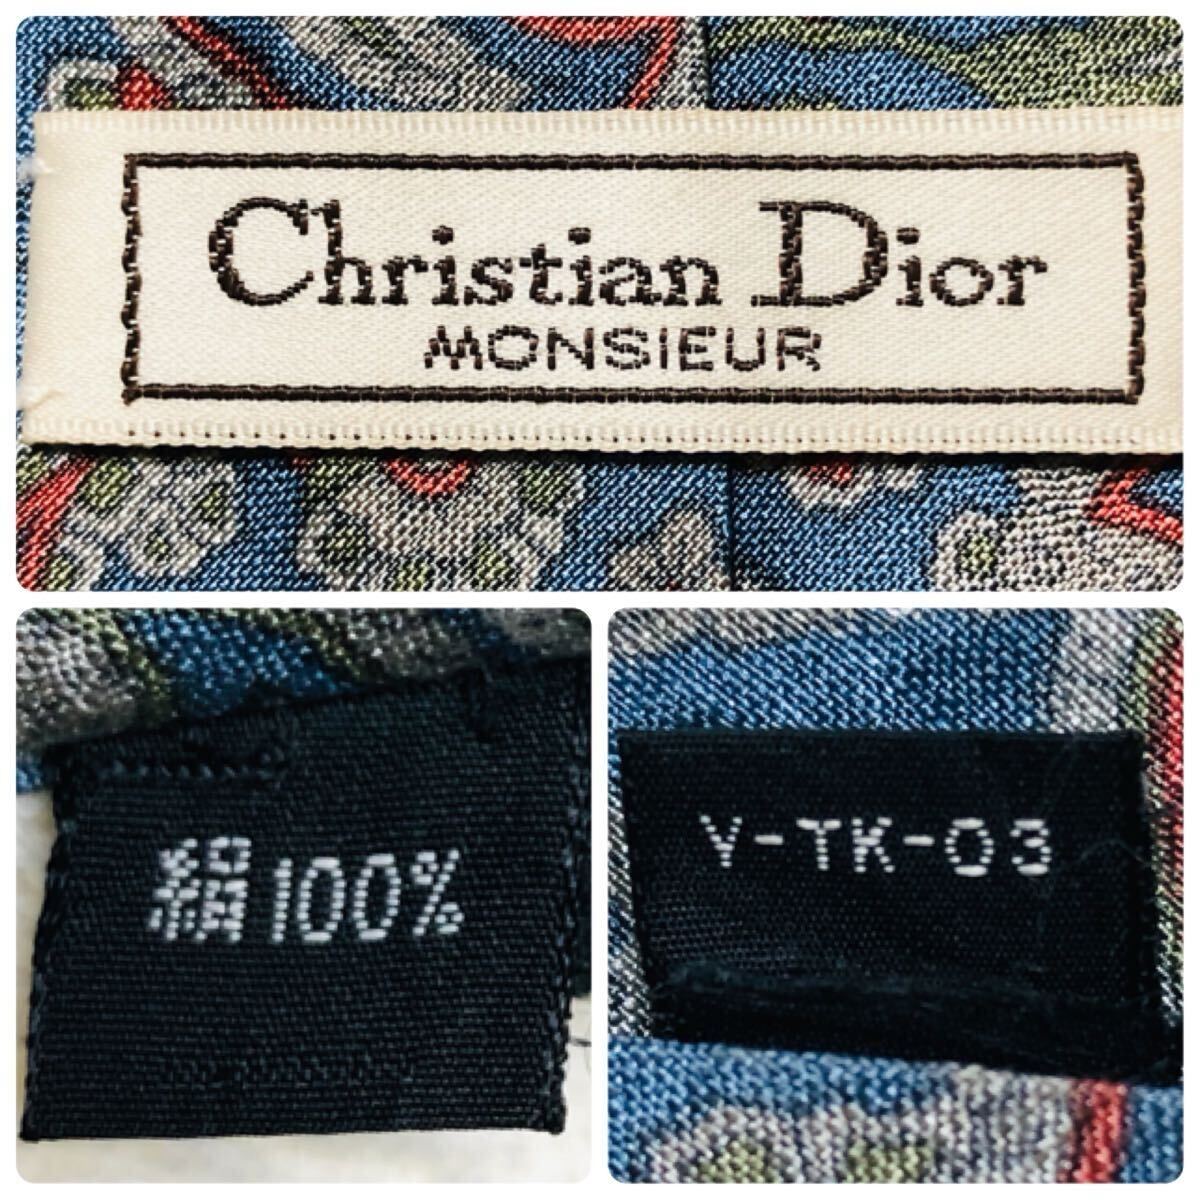 Christian Dior
MONSIEUR
絹100%
Y-TK-03